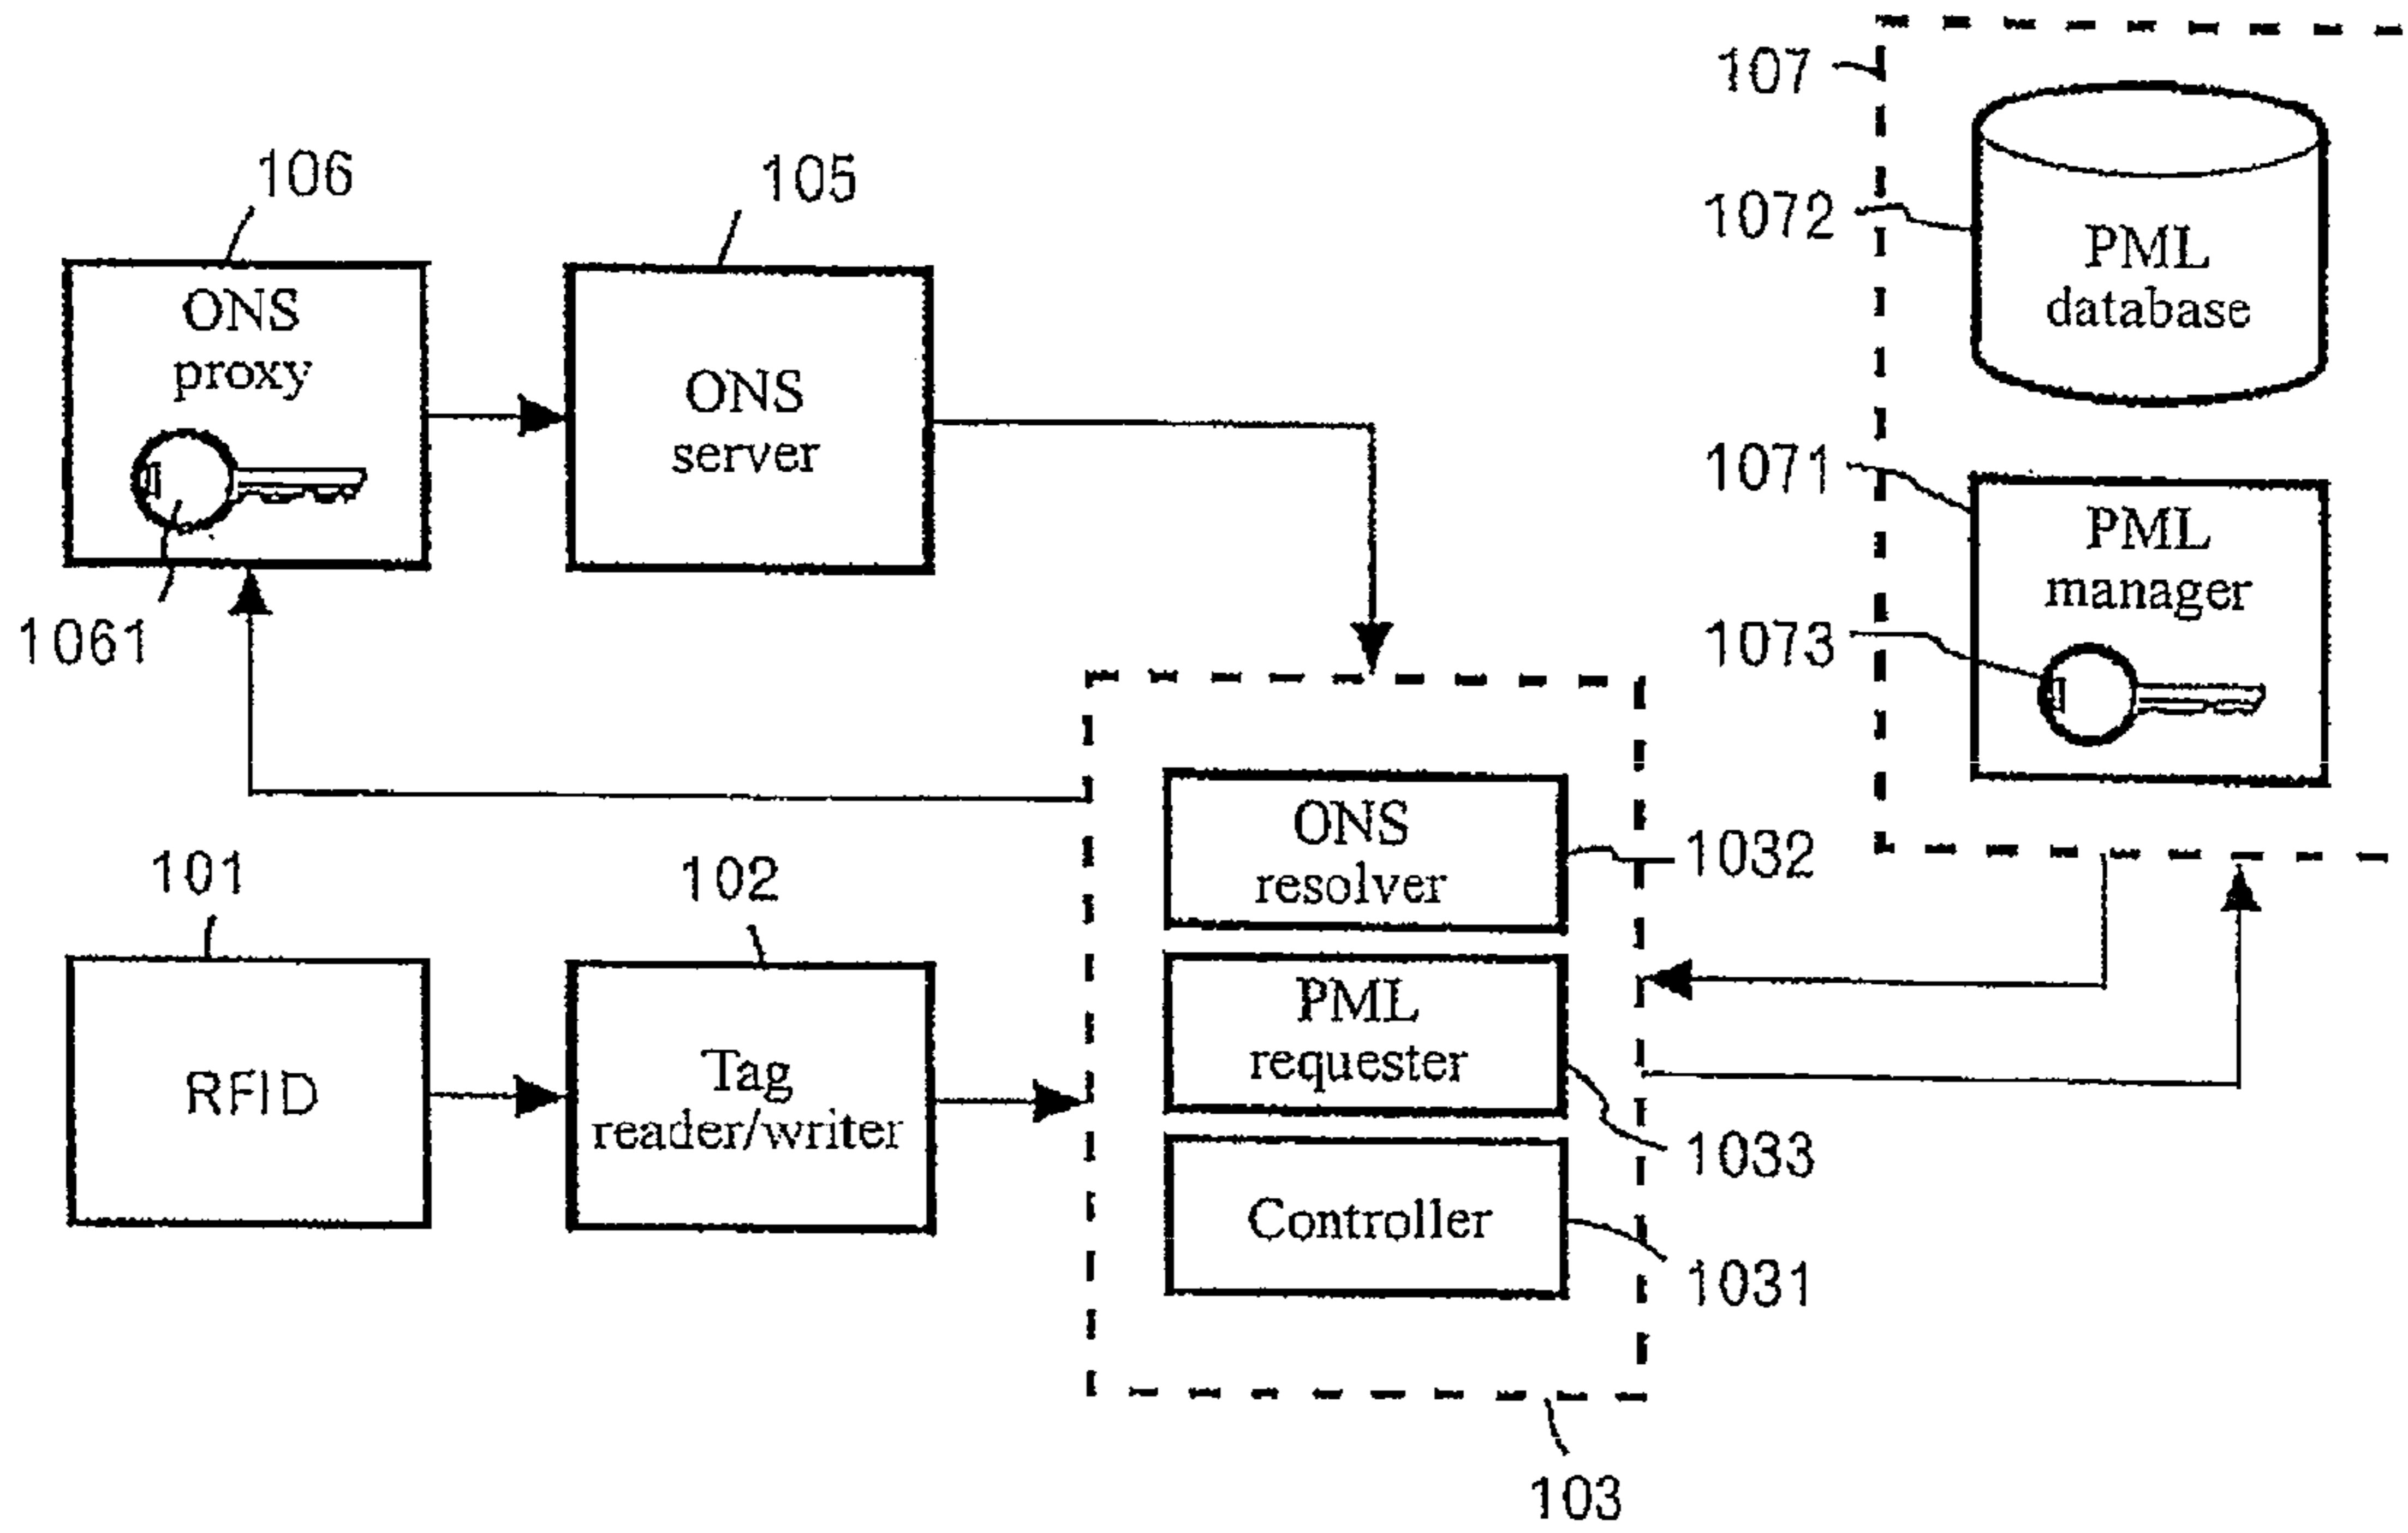 107
106
105
1072
PML
database
ONS
proxy
ONS
server
1071
PML
manager
1061
1073
ONS
resolver
1032
101
102
PML
requester
RFID
Tag
reader/writer
1033
Controller
1031
103